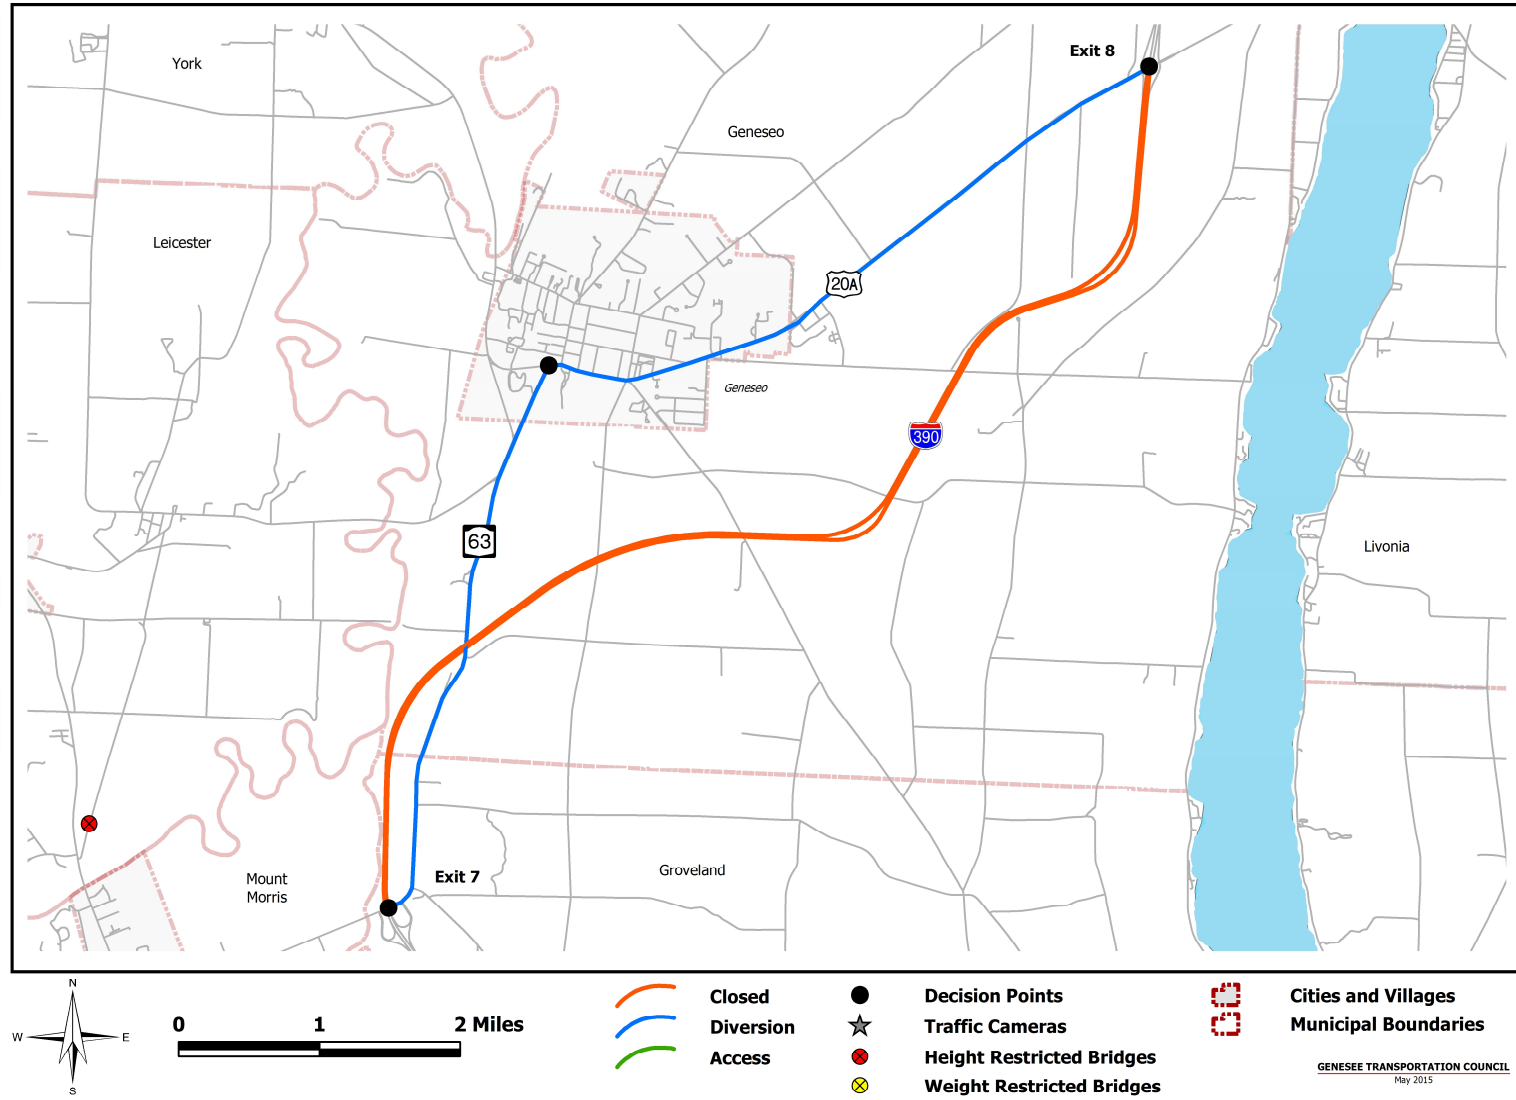 Exit 8
York
Geneseo
Leicester
20A
Geneseo
390
63
Livonia
Exit 7
Groveland
Mount
Morris
N
W E
S
0 1 2 Miles
Closed
Diversion
Access
Decision Points
Traffic Cameras
Height Restricted Bridges
Weight Restricted Bridges
Cities and Villages
Municipal Boundaries
GENESEE TRANSPORTATION COUNCIL
May 2015